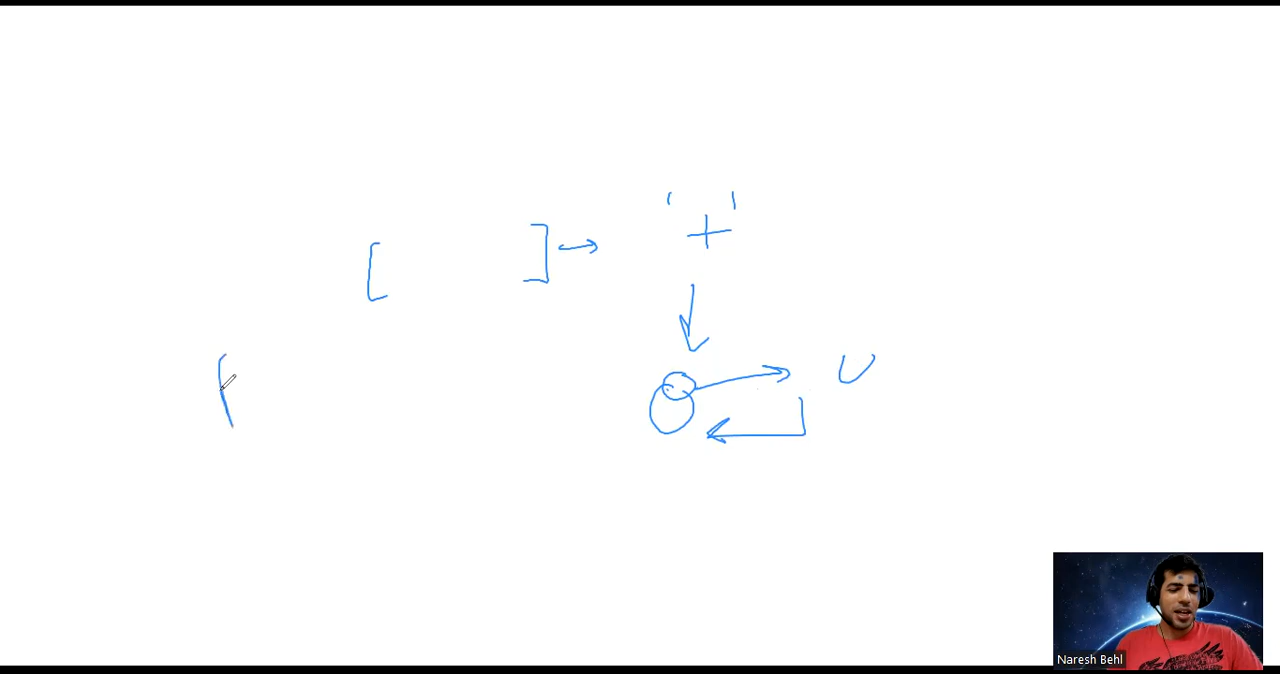 ' + '
[ ] →
U
Naresh Behl